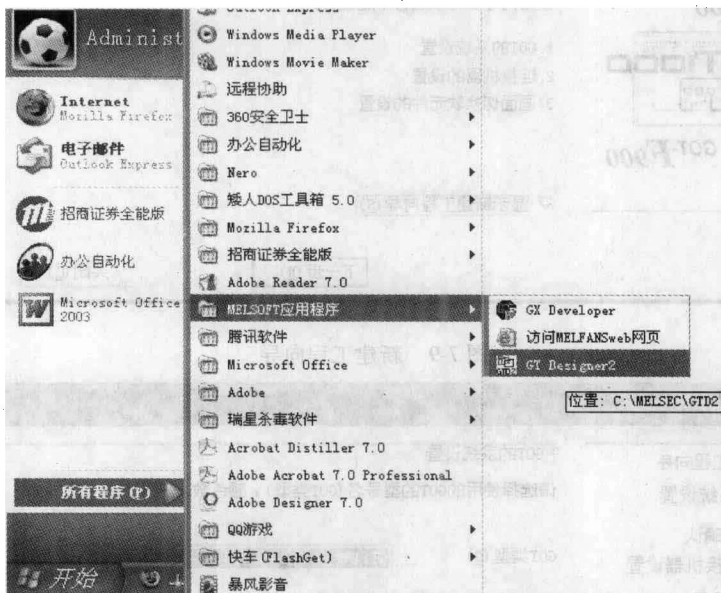 Administ
Internet
Mozilla Firefox
电子邮件
Outlook Express
招商证券全能版
办公自动化
Microsoft Office
2003
所有程序(P)
开始
Outlook Express
Windows Media Player
Windows Movie Maker
远程协助
360安全卫士
办公自动化
Nero
矮人DOS工具箱 5.0
Mozilla Firefox
招商证券全能版
Adobe Reader 7.0
MELSOFT应用程序
腾讯软件
Microsoft Office
Adobe
瑞星杀毒软件
Acrobat Distiller 7.0
Adobe Acrobat 7.0 Professional
Adobe Designer 7.0
QQ游戏
快车(FlashGet)
暴风影音
GX Developer
访问MELFANSweb网页
GT Designer2
位置: C:\MELSEC\GTD2